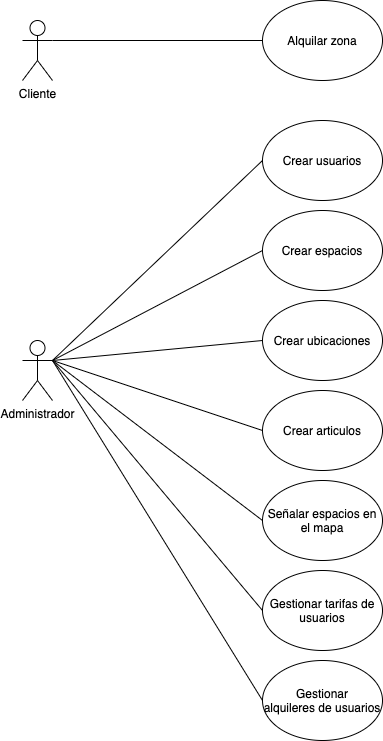 Alquilar zona
Cliente
Crear usuarios
Crear espacios
Crear ubicaciones
Administrador
Crear articulos
Señalar espacios en
el mapa
Gestionar tarifas de
usuarios
Gestionar
alquileres de usuarios